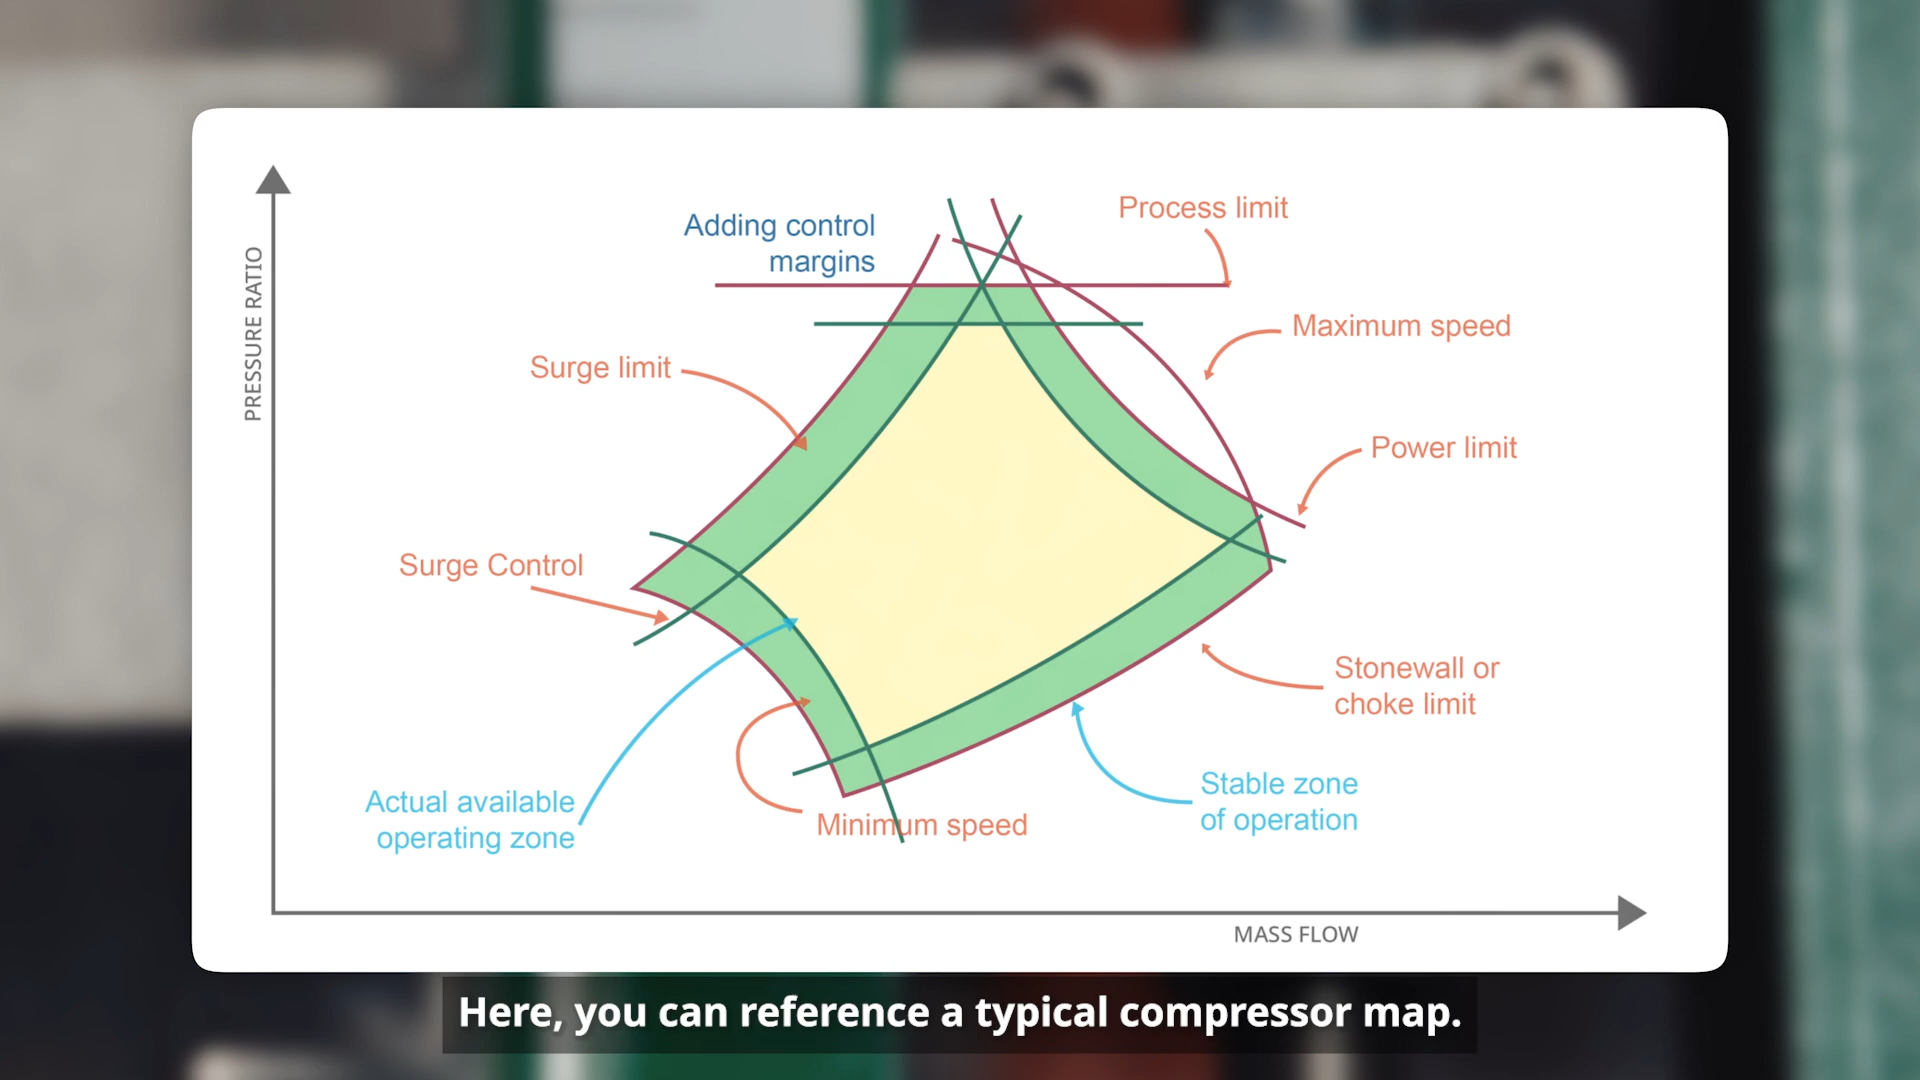 Adding control
margins
Process limit
PRESSURE RATIO
Maximum speed
Surge limit
Power limit
Surge Control
Stonewall or
choke limit
Actual available
operating zone
Minimum speed
Stable zone
of operation
MASS FLOW
Here, you can reference a typical compressor map.